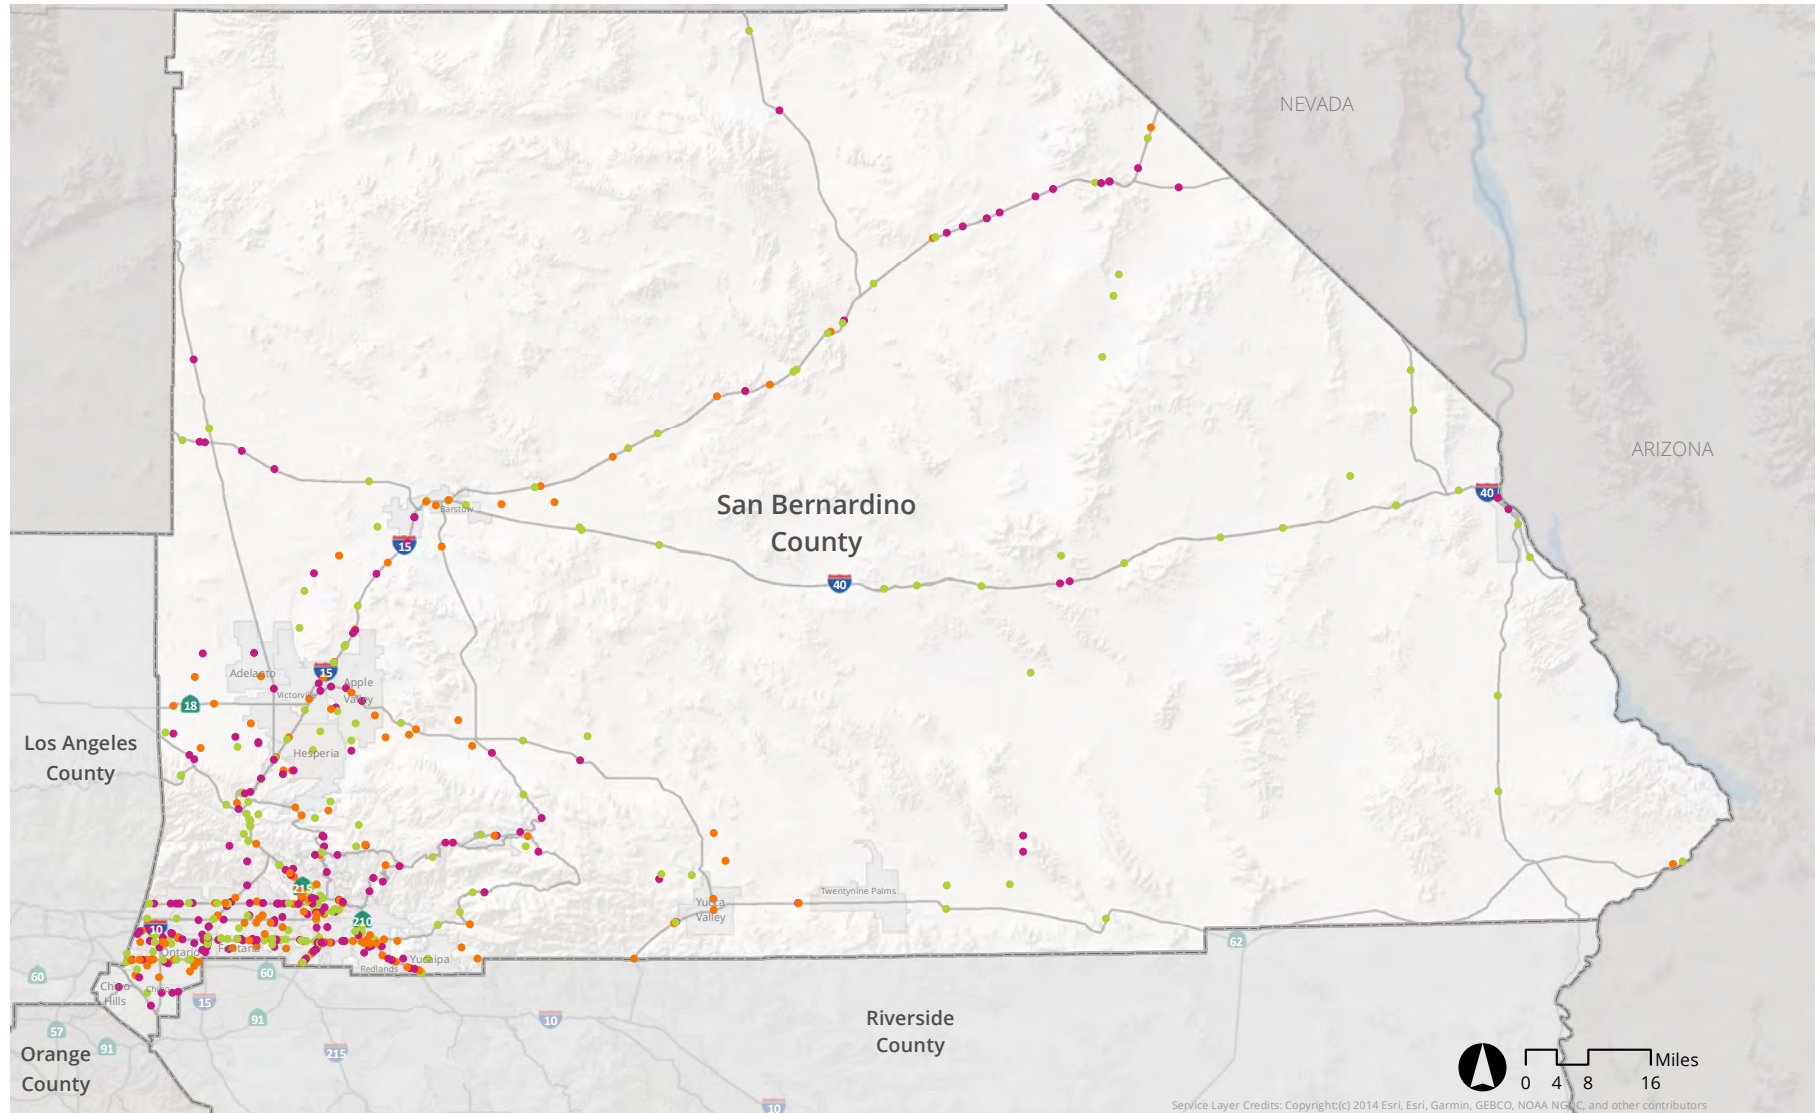 NEVADA
ARIZONA
San Bernardino
County
40
Barstow
15
40
Adelanto
15
Apple
Valley
Victorville
18
Los Angeles
County
Hesperia
215
Twentynine Palms
Yucca
Valley
210
10
Ontario
Fontana
Yucaipa
Redlands
62
60
60
Chino
Hills
Chino
15
91
10
57
91
215
Riverside
County
Orange
County
10
Miles
0 4 8 16
Service Layer Credits: Copyright:(c) 2014 Esri, Esri, Garmin, GEBCO, NOAA NGDC, and other contributors